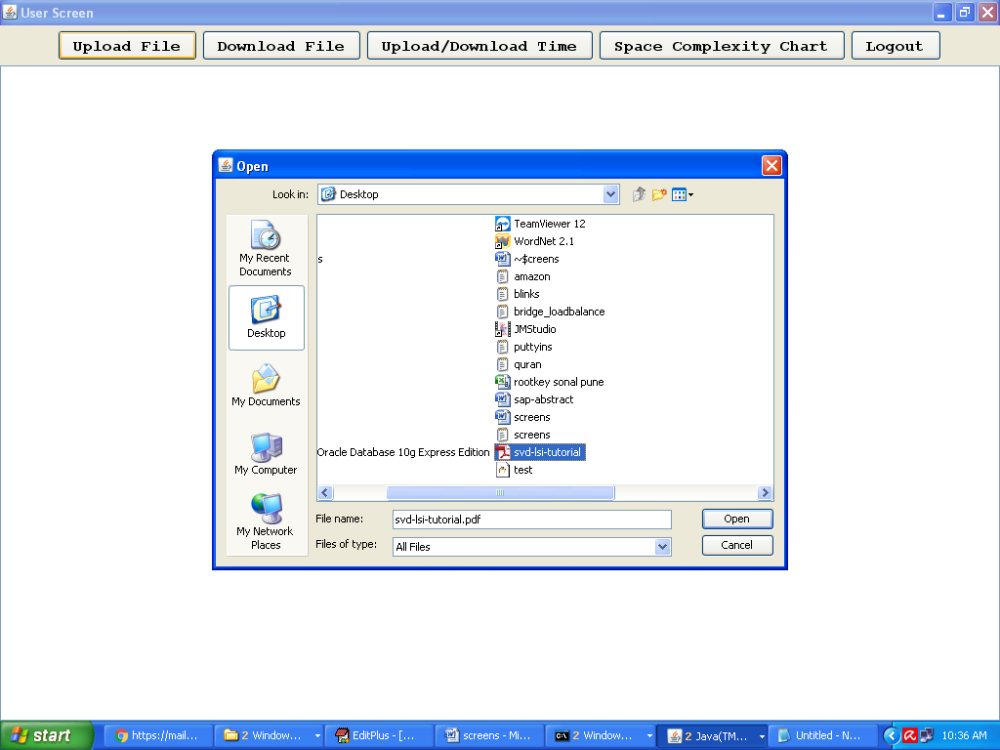 User Screen
Upload File Download File Upload/Download Time Space Complexity Chart Logout
Open
Look in: Desktop
My Recent Documents
Desktop
My Documents
My Computer
My Network Places
s
Oracle Database 10g Express Edition
TeamViewer 12
WordNet 2.1
~$creens
amazon
blinks
bridge_loadbalance
JMStudio
puttyins
quran
rootkey sonal pune
sap-abstract
screens
screens
svd-lsi-tutorial
test
File name: svd-lsi-tutorial.pdf Open
Files of type: All Files Cancel
start https://mail... 2 Window... EditPlus - [... screens - Mi... 2 Window... 2 Java(TM... Untitled - N... 10:36 AM